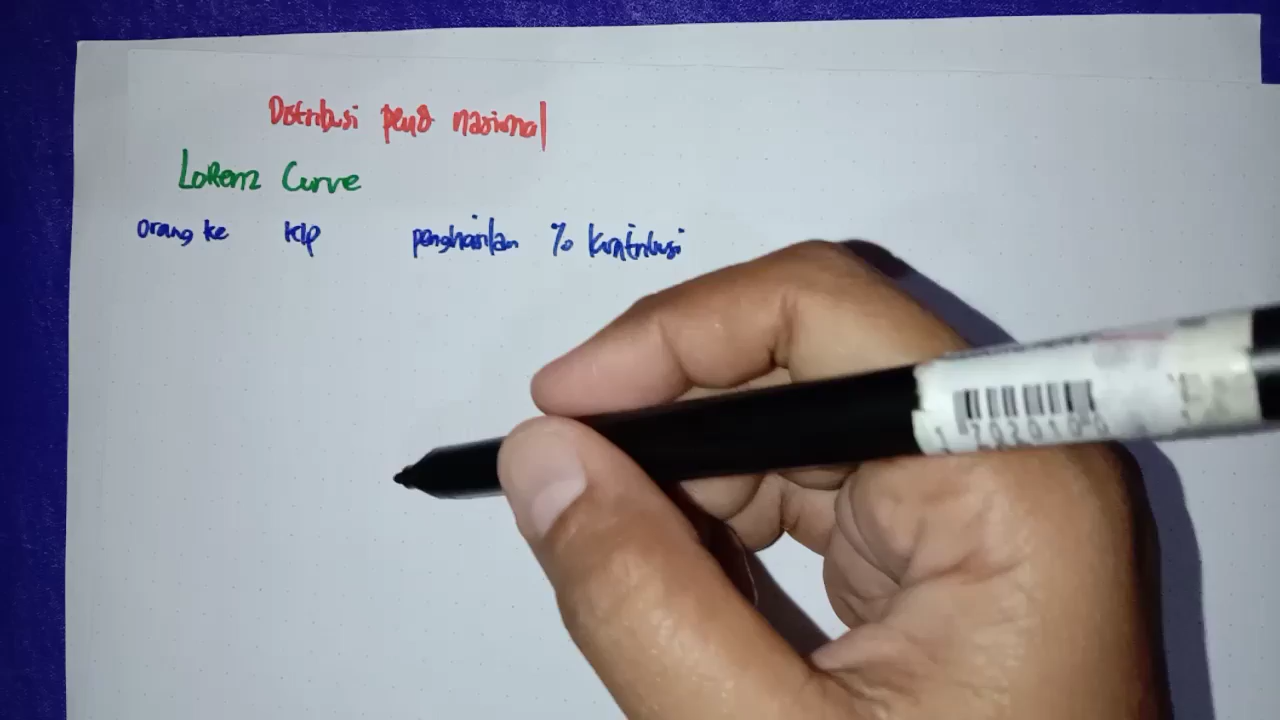 Distribusi pend nasional
Lorenz Curve
orang ke klp penghasilan % kontribusi